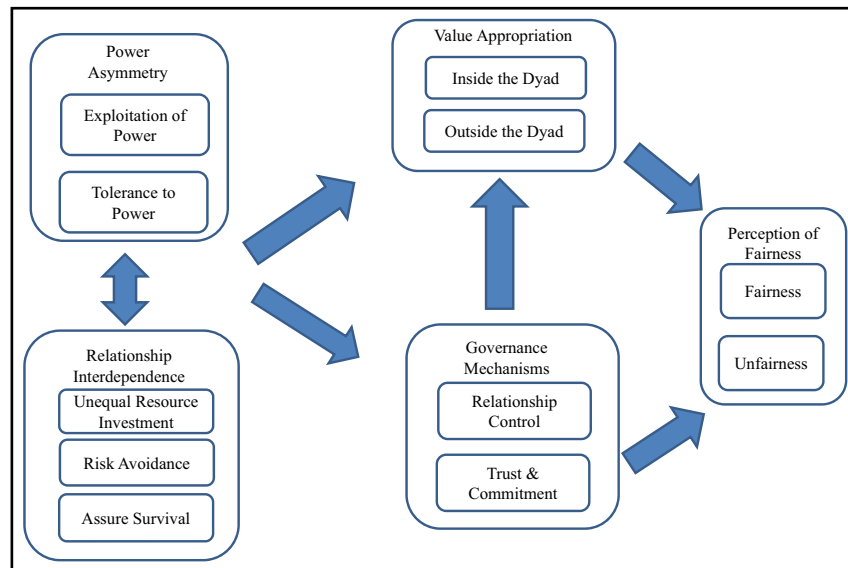 Power
Asymmetry
Exploitation of
Power
Tolerance to
Power
Relationship
Interdependence
Unequal Resource
Investment
Risk Avoidance
Assure Survival
Value Appropriation
Inside the Dyad
Outside the Dyad
Governance
Mechanisms
Relationship
Control
Trust &
Commitment
Perception of
Fairness
Fairness
Unfairness